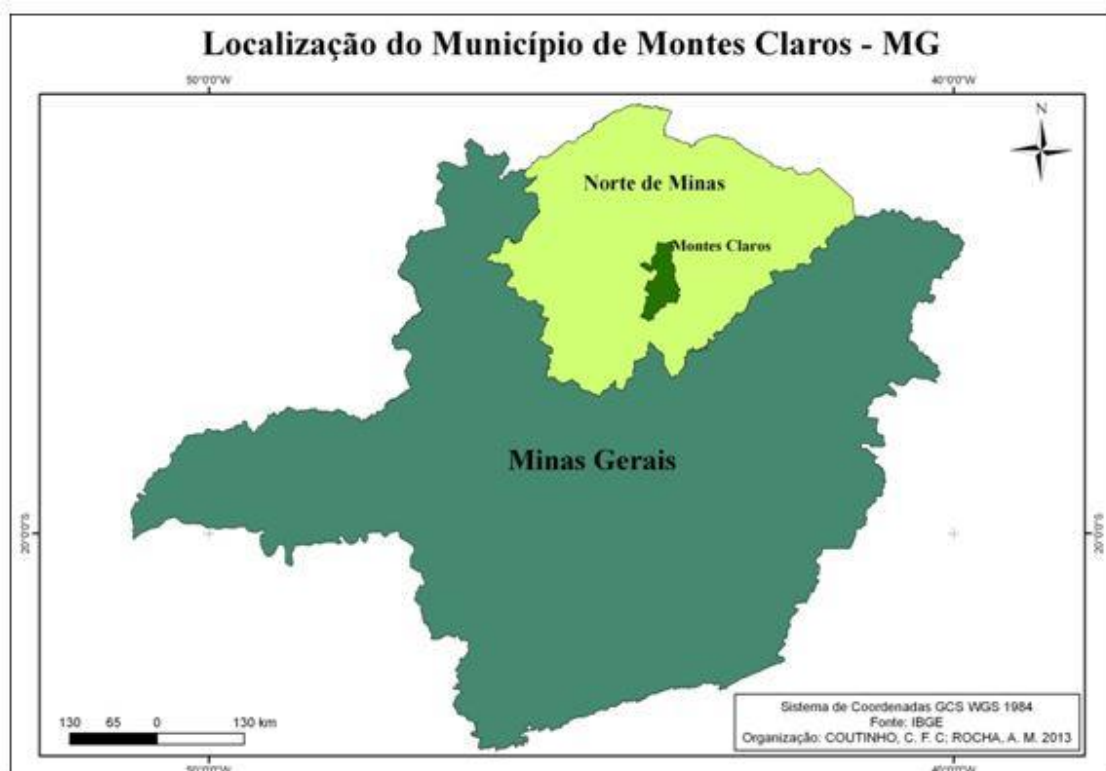 Localização do Município de Montes Claros - MG
50°0'0"W
40°0'0"W
N
Norte de Minas
Montes Claros
Minas Gerais
20°0'0"S
20°0'0"S
130 65 0 130 km
Sistema de Coordenadas GCS WGS 1984
Fonte: IBGE
Organização: COUTINHO, C. F. C; ROCHA, A. M. 2013
50°0'0"W
40°0'0"W